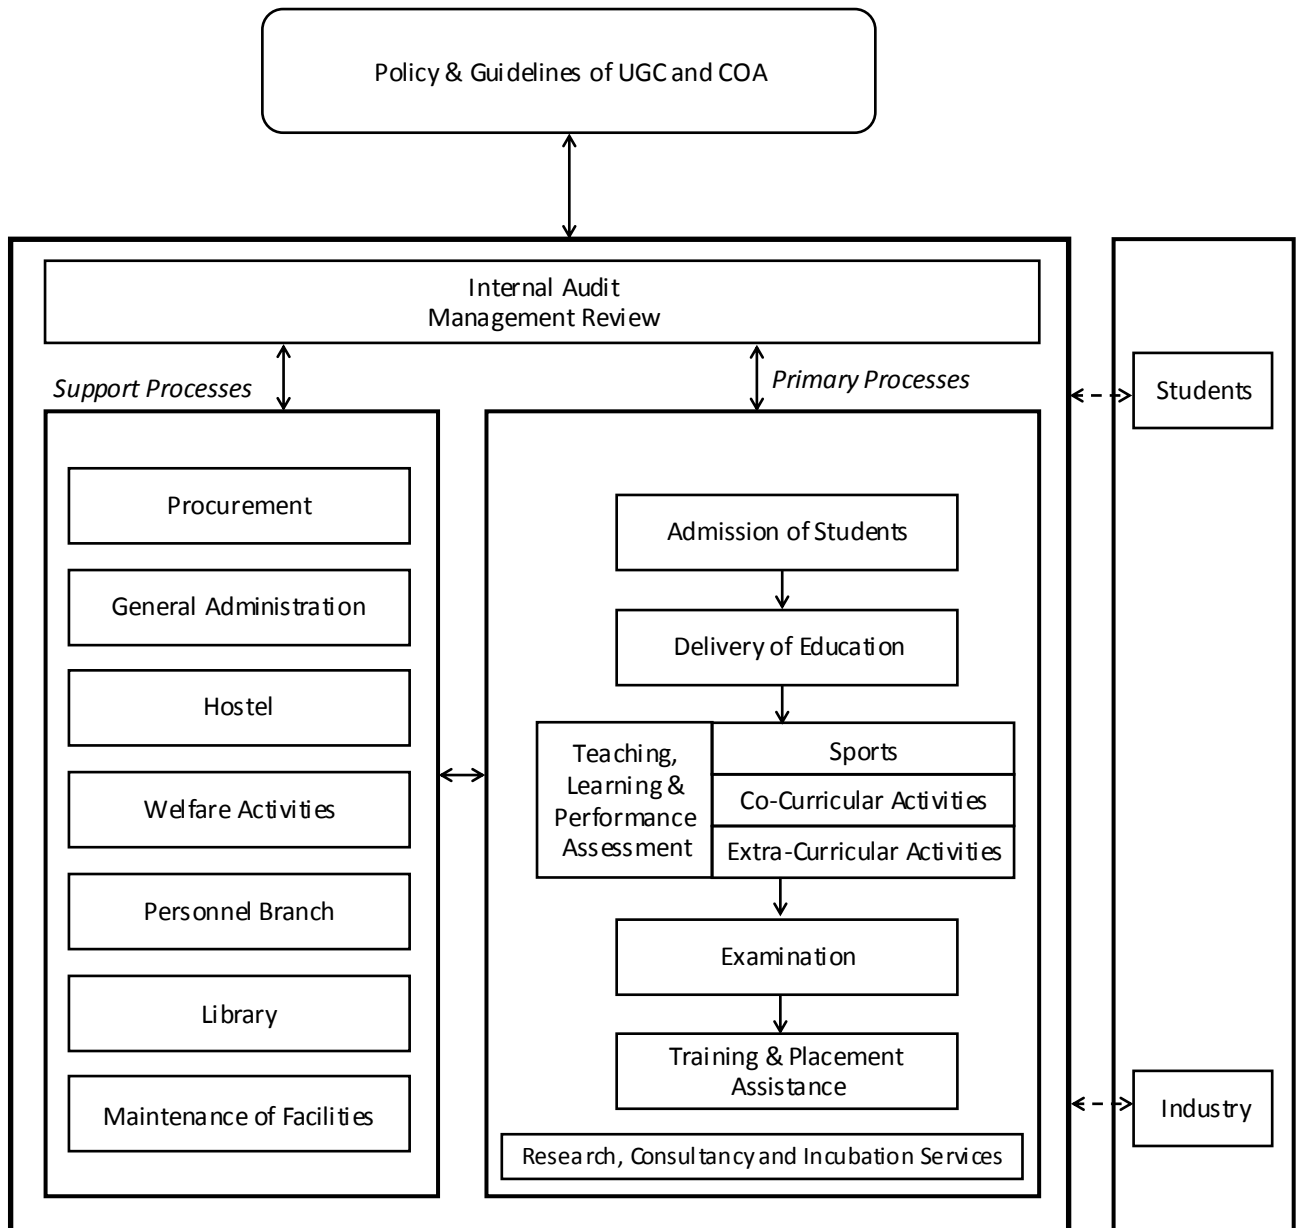 Policy & Guidelines of UGC and COA
Internal Audit
Management Review
Support Processes
Primary Processes
Procurement
General Administration
Hostel
Welfare Activities
Personnel Branch
Library
Maintenance of Facilities
Admission of Students
Delivery of Education
Teaching,
Learning &
Performance
Assessment
Sports
Co-Curricular Activities
Extra-Curricular Activities
Examination
Training & Placement
Assistance
Research, Consultancy and Incubation Services
Students
Industry